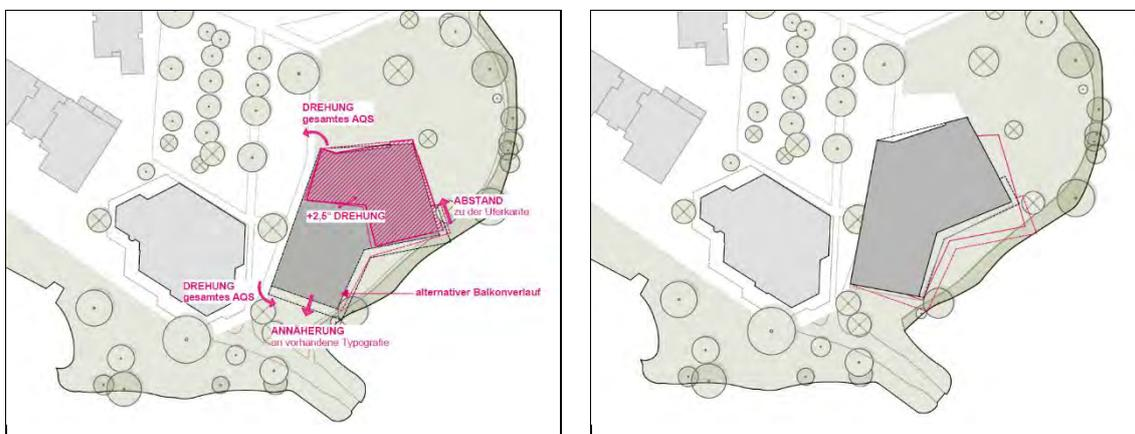 DREHUNG
gesamtes AQS
+2,5° DREHUNG
ABSTAND
zu der Uferkante
DREHUNG
gesamtes AQS
alternativer Balkonverlauf
ANNÄHERUNG
an vorhandene Typografie